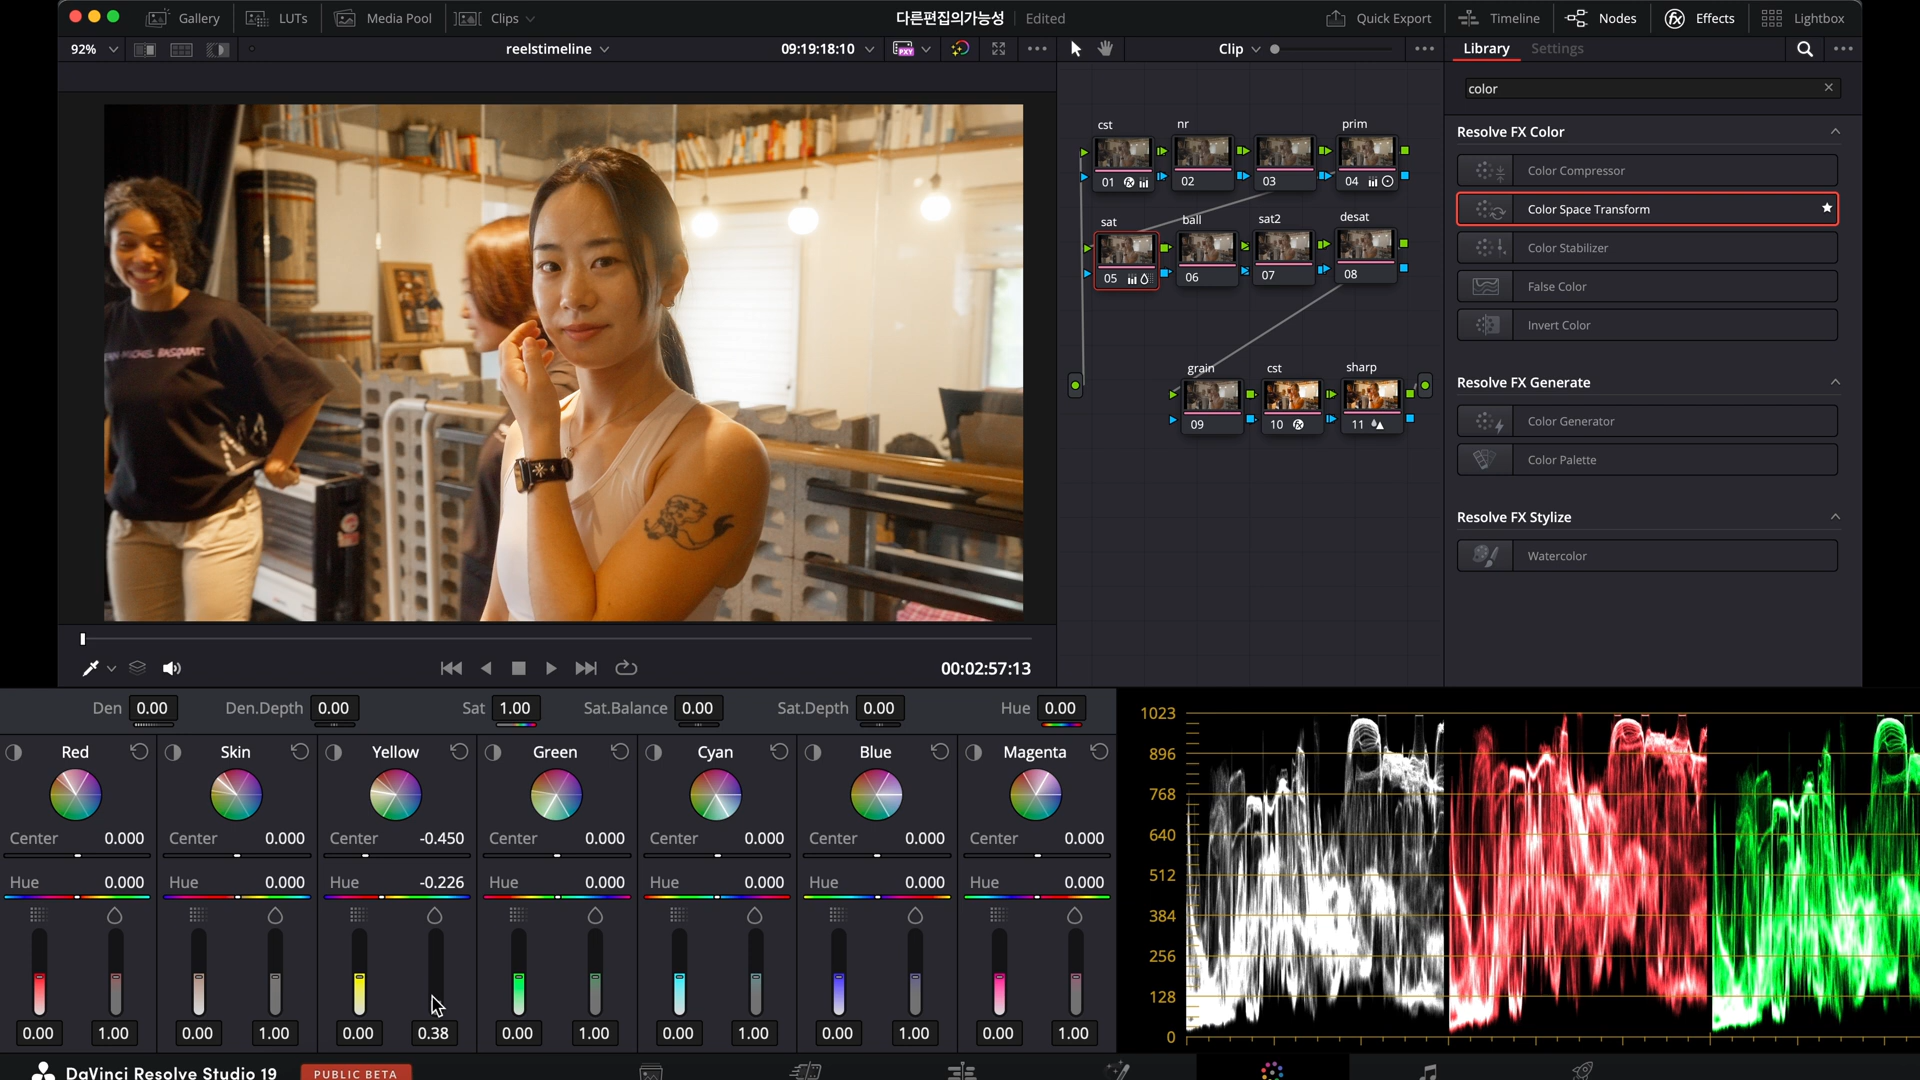 Gallery LUTs Media Pool Clips 다른편집의가능성 Edited Quick Export Timeline Nodes fx Effects Lightbox
92% reelstimeline 09:19:18:10 PXY Clip Library Settings
color
Resolve FX Color
Color Compressor
Color Space Transform
Color Stabilizer
False Color
Invert Color
Resolve FX Generate
Color Generator
Color Palette
Resolve FX Stylize
Watercolor
cst nr prim
01 fx 02 03 04
sat ball sat2 desat
05 06 07 08
grain cst sharp
09 10 fx 11
MICHEL BASQUIAT
00:02:57:13
Den 0.00 Den.Depth 0.00 Sat 1.00 Sat.Balance 0.00 Sat.Depth 0.00 Hue 0.00
Red Skin Yellow Green Cyan Blue Magenta
Center 0.000 Center 0.000 Center -0.450 Center 0.000 Center 0.000 Center 0.000 Center 0.000
Hue 0.000 Hue 0.000 Hue -0.226 Hue 0.000 Hue 0.000 Hue 0.000 Hue 0.000
0.00 1.00 0.00 1.00 0.00 0.38 0.00 1.00 0.00 1.00 0.00 1.00 0.00 1.00
1023
896
768
640
512
384
256
128
0
DaVinci Resolve Studio 19 PUBLIC BETA